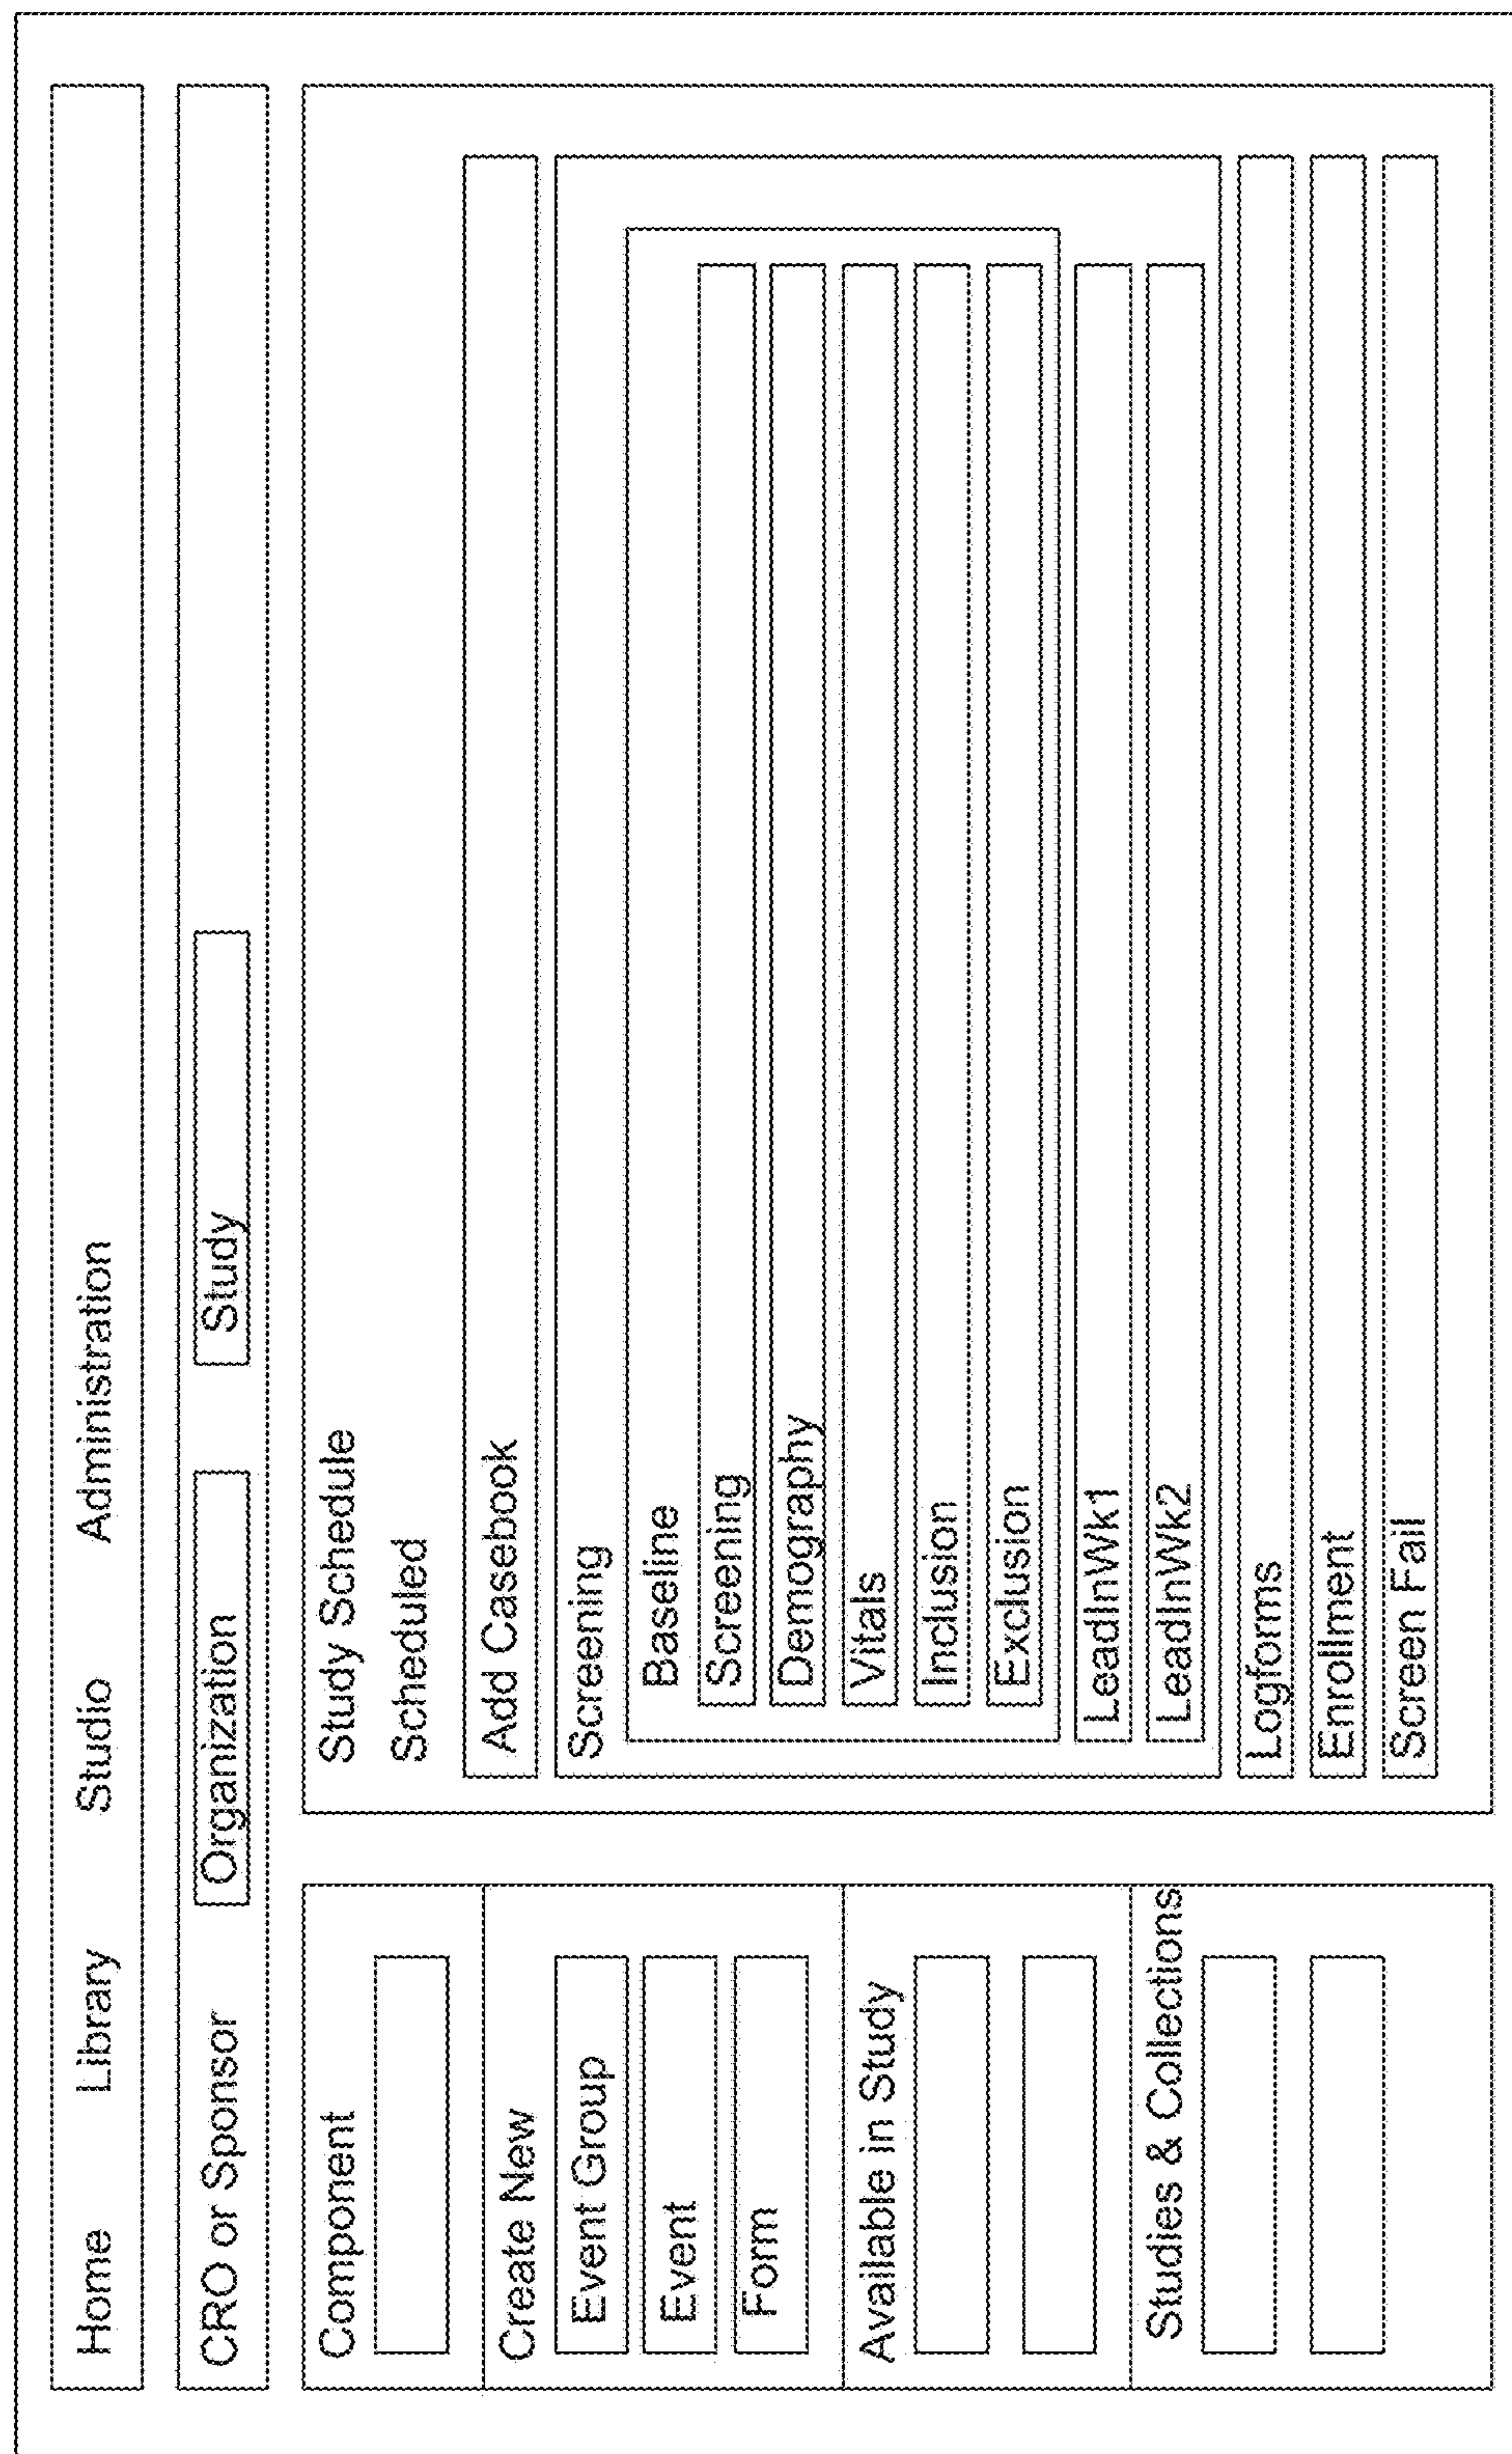 Home Library Studio Administration
CRO or Sponsor Organization Study
Component
Create New
Event Group
Event
Form
Available in Study
Studies & Collections
Study Schedule
Scheduled
Add Casebook
Screening
Baseline
Screening
Demography
Vitals
Inclusion
Exclusion
LeadInWk1
LeadInWk2
Logforms
Enrollment
Screen Fail